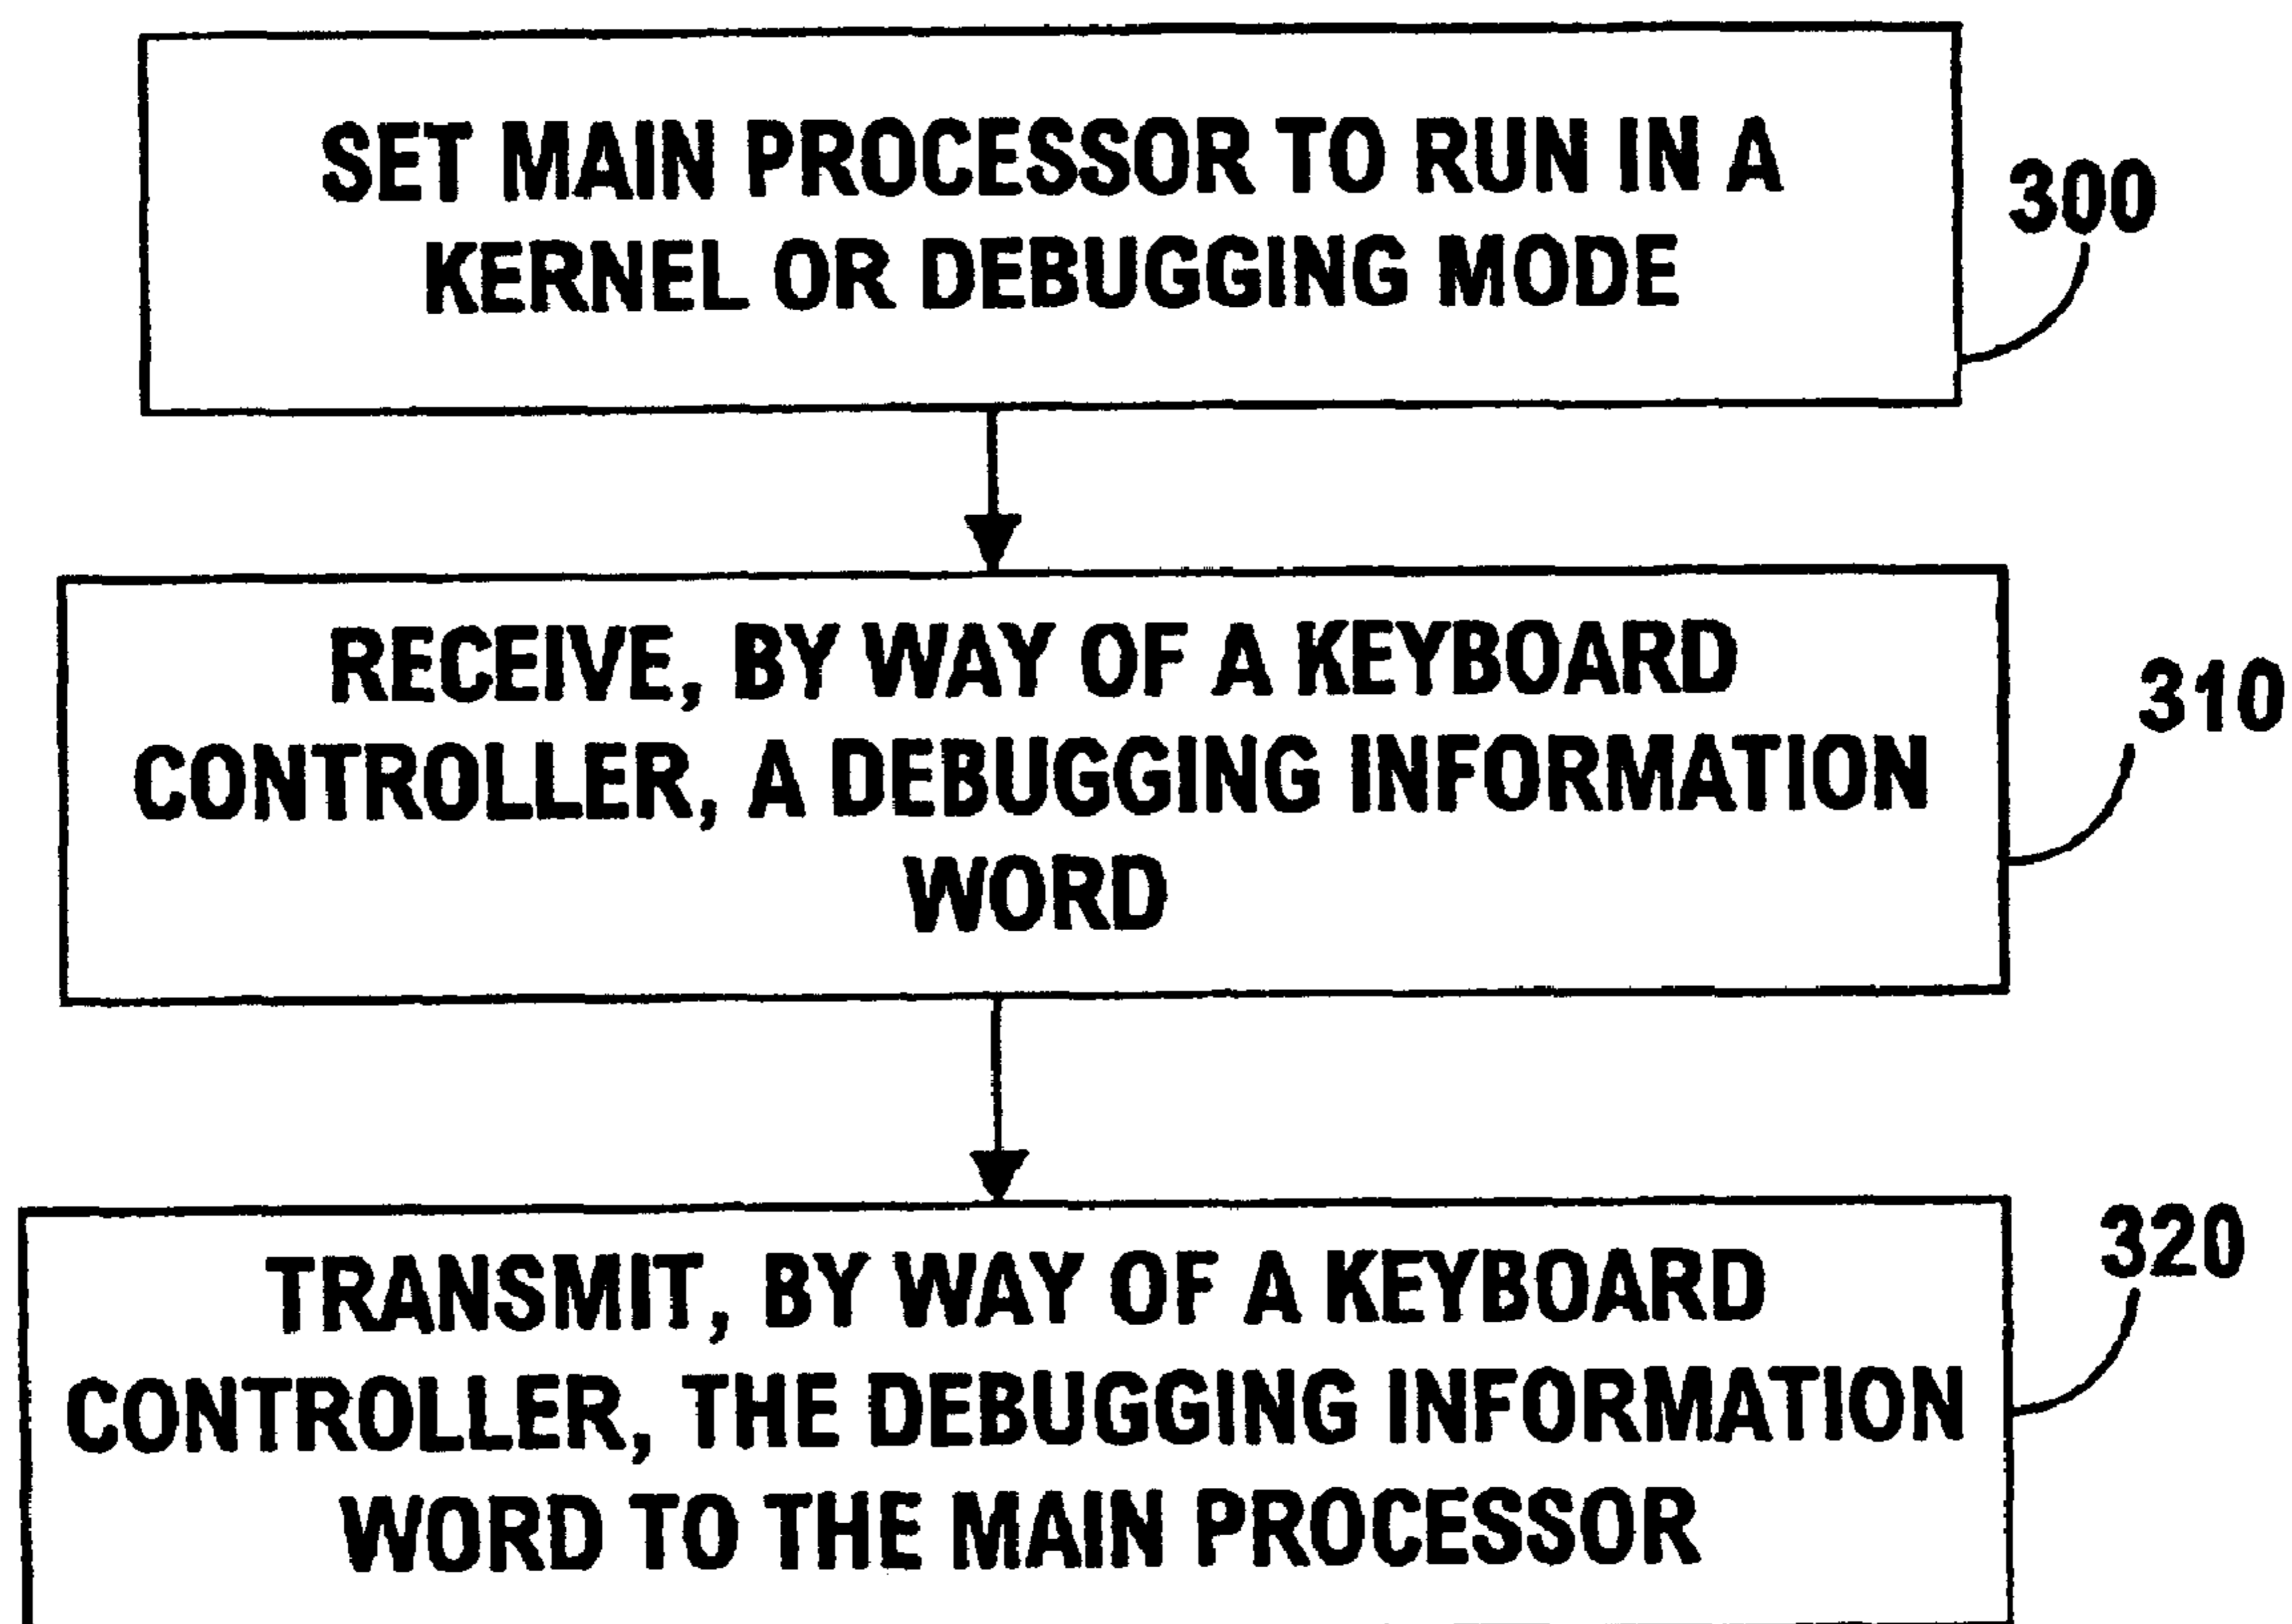 SET MAIN PROCESSOR TO RUN IN A
KERNEL OR DEBUGGING MODE
300
RECEIVE, BY WAY OF A KEYBOARD
CONTROLLER, A DEBUGGING INFORMATION
WORD
310
TRANSMIT, BY WAY OF A KEYBOARD
CONTROLLER, THE DEBUGGING INFORMATION
WORD TO THE MAIN PROCESSOR
320